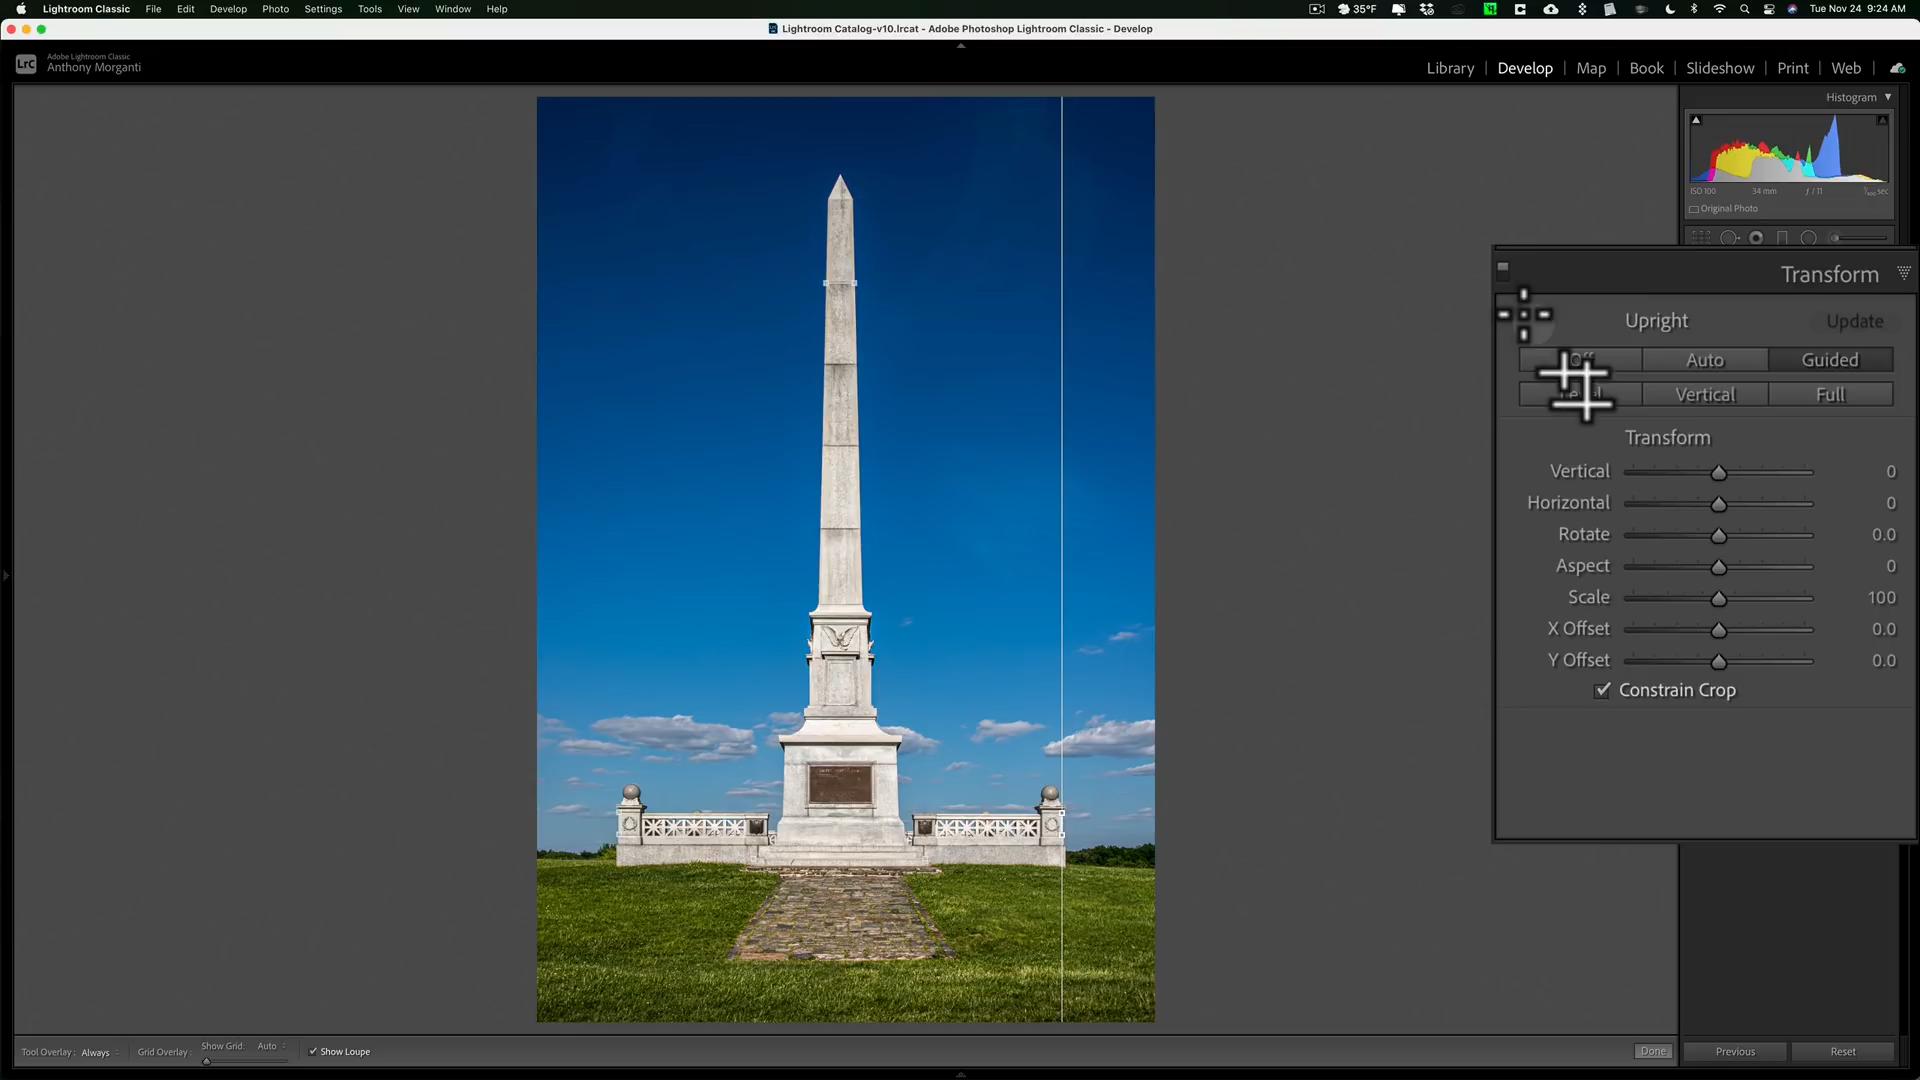 Lightroom Classic File Edit Develop Photo Settings Tools View Window Help 35°F Tue Nov 24 9:24 AM
Lightroom Catalog-v10.lrcat - Adobe Photoshop Lightroom Classic - Develop
LrC
Adobe Lightroom Classic
Anthony Morganti
Library | Develop | Map | Book | Slideshow | Print | Web
Histogram
ISO 100 34 mm ƒ / 11
Original Photo
Transform
Upright Update
Off Auto Guided
Level Vertical Full
Transform
Vertical 0
Horizontal 0
Rotate 0.0
Aspect 0
Scale 100
X Offset 0.0
Y Offset 0.0
Constrain Crop
Tool Overlay: Always Grid Overlay: Show Grid: Auto Show Loupe Done Previous Reset